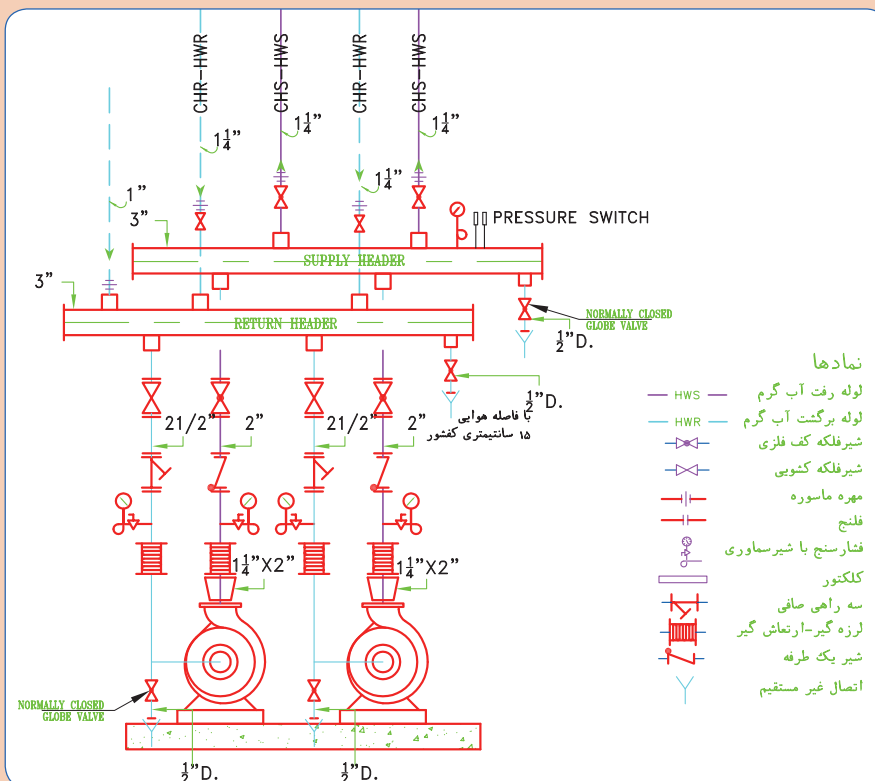 CHR-HWR
CHS-HWS
CHR-HWR
CHS-HWS
1¼”
1¼”
1¼”
1¼”
1”
3”
PRESSURE SWITCH
SUPPLY HEADER
3”
RETURN HEADER
NORMALLY CLOSED
GLOBE VALVE
½”D.
½”D.
با فاصله هوایی
۱۵ سانتیمتری کفشور
21/2”
2”
21/2”
2”
1¼”X2”
1¼”X2”
NORMALLY CLOSED
GLOBE VALVE
½”D.
½”D.
نمادها
HWS لوله رفت آب گرم
HWR لوله برگشت آب گرم
شیرفلکه کف فلزی
شیرفلکه کشویی
مهره ماسوره
فلنج
فشارسنج با شیرسماوری
کلکتور
سه راهی صافی
لرزه گیر-ارتعاش گیر
شیر یک طرفه
اتصال غیر مستقیم